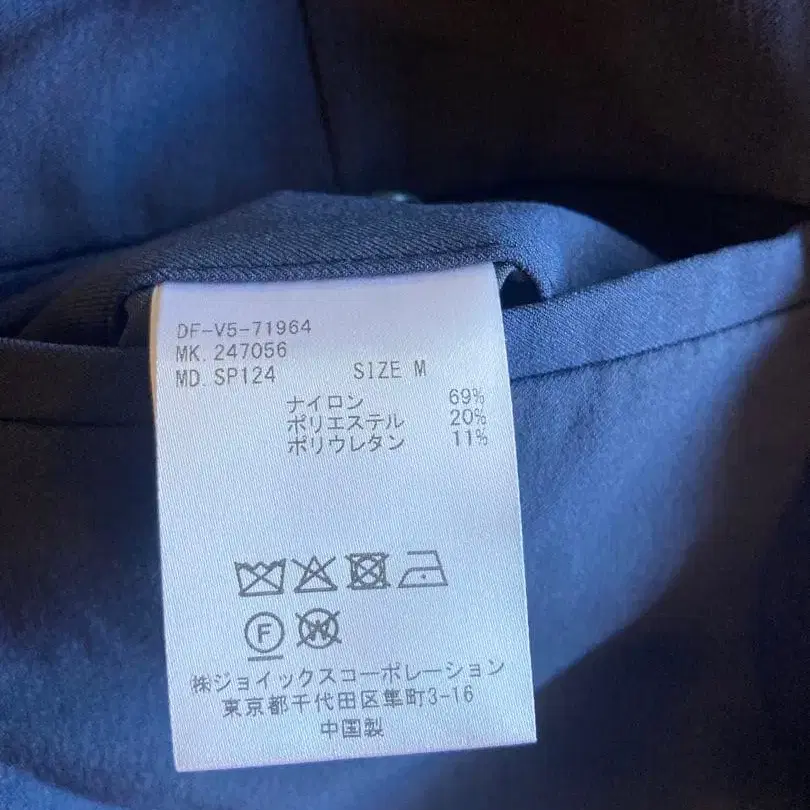 DF-V5-71964
MK. 247056
MD. SP124 SIZE M
ナイロン 69%
ポリエステル 20%
ポリウレタン 11%
F W
㈱ジョイックスコーポレーション
東京都千代田区隼町3-16
中国製